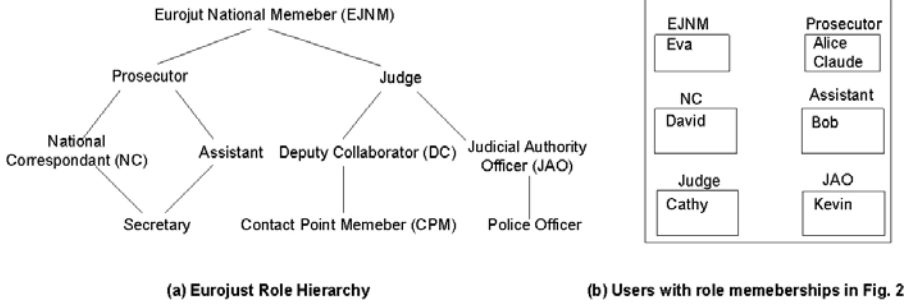 Eurojut National Memeber (EJNM)
Prosecutor
Judge
National
Correspondant (NC)
Assistant
Deputy Collaborator (DC)
Judicial Authority
Officer (JAO)
Secretary
Contact Point Memeber (CPM)
Police Officer
(a) Eurojust Role Hierarchy
EJNM
Eva
Prosecutor
Alice
Claude
NC
David
Assistant
Bob
Judge
Cathy
JAO
Kevin
(b) Users with role memeberships in Fig. 2